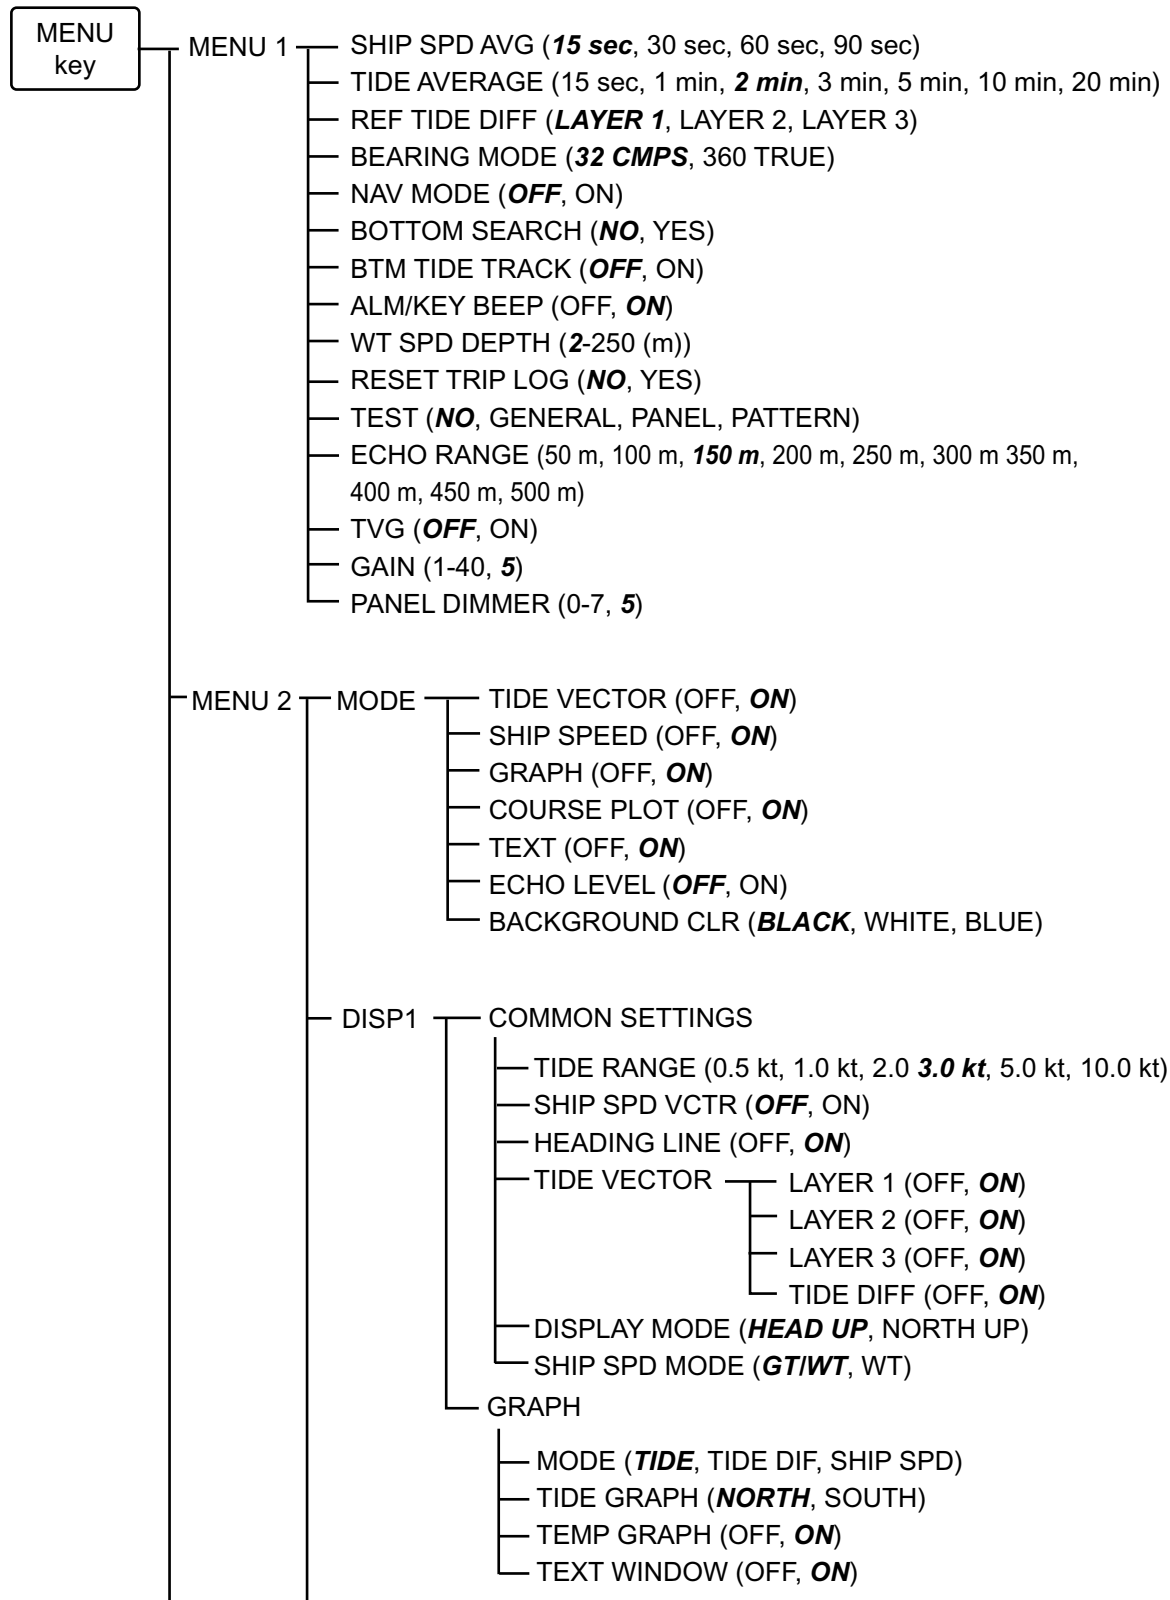 MENU
key
MENU 1
SHIP SPD AVG (15 sec, 30 sec, 60 sec, 90 sec)
TIDE AVERAGE (15 sec, 1 min, 2 min, 3 min, 5 min, 10 min, 20 min)
REF TIDE DIFF (LAYER 1, LAYER 2, LAYER 3)
BEARING MODE (32 CMPS, 360 TRUE)
NAV MODE (OFF, ON)
BOTTOM SEARCH (NO, YES)
BTM TIDE TRACK (OFF, ON)
ALM/KEY BEEP (OFF, ON)
WT SPD DEPTH (2-250 (m))
RESET TRIP LOG (NO, YES)
TEST (NO, GENERAL, PANEL, PATTERN)
ECHO RANGE (50 m, 100 m, 150 m, 200 m, 250 m, 300 m 350 m,
400 m, 450 m, 500 m)
TVG (OFF, ON)
GAIN (1-40, 5)
PANEL DIMMER (0-7, 5)
MENU 2
MODE
TIDE VECTOR (OFF, ON)
SHIP SPEED (OFF, ON)
GRAPH (OFF, ON)
COURSE PLOT (OFF, ON)
TEXT (OFF, ON)
ECHO LEVEL (OFF, ON)
BACKGROUND CLR (BLACK, WHITE, BLUE)
DISP1
COMMON SETTINGS
TIDE RANGE (0.5 kt, 1.0 kt, 2.0 3.0 kt, 5.0 kt, 10.0 kt)
SHIP SPD VCTR (OFF, ON)
HEADING LINE (OFF, ON)
TIDE VECTOR
LAYER 1 (OFF, ON)
LAYER 2 (OFF, ON)
LAYER 3 (OFF, ON)
TIDE DIFF (OFF, ON)
DISPLAY MODE (HEAD UP, NORTH UP)
SHIP SPD MODE (GT/WT, WT)
GRAPH
MODE (TIDE, TIDE DIF, SHIP SPD)
TIDE GRAPH (NORTH, SOUTH)
TEMP GRAPH (OFF, ON)
TEXT WINDOW (OFF, ON)